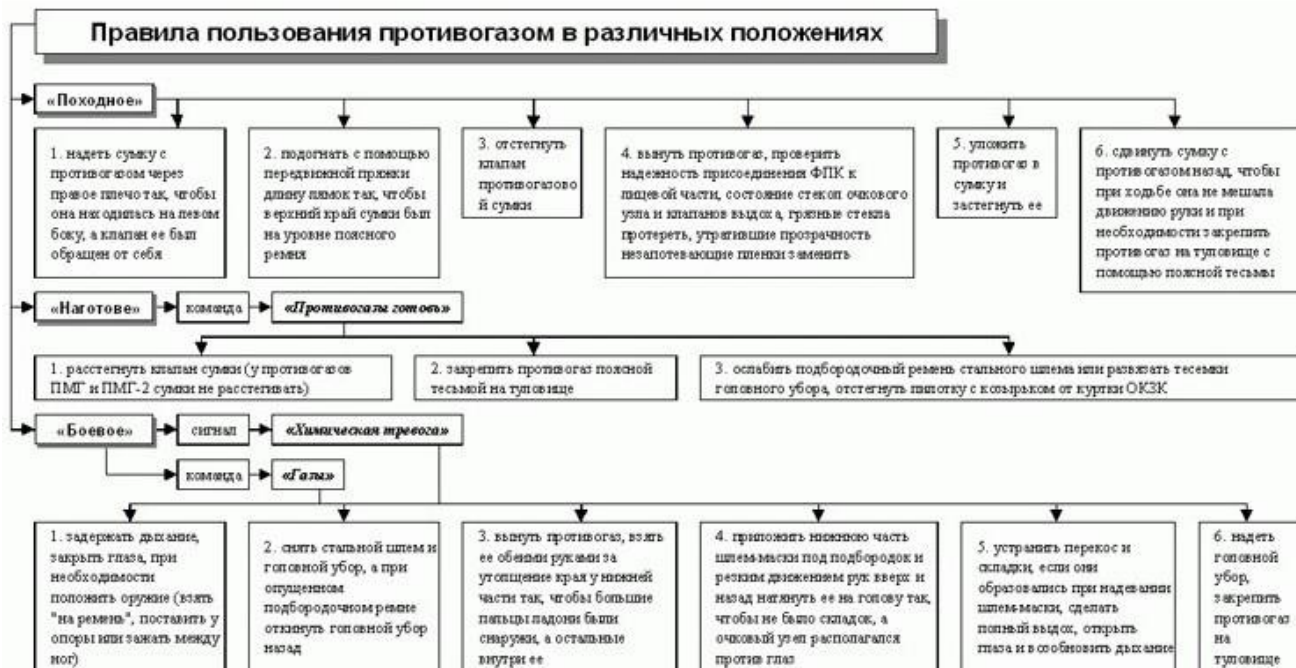 Правила пользования противогазом в различных положениях
«Походное»
1. надеть сумку с
противогазом через
правое плечо так, чтобы
она находилась на левом
боку, а клапан ее был
обращен от себя
2. подогнать с помощью
передвижной пряжки
длину лямок так, чтобы
верхний край сумки был
на уровне поясного
ремня
3. отстегнуть
клапан
противогазово
й сумки
4. вынуть противогаз, проверить
надежность присоединения ФПК к
лицевой части, состояние стекол очкового
узла и клапанов выдоха, грязные стекла
протереть, утратившие прозрачность
незапотевающие пленки заменить
5. уложить
противогаз в
сумку и
застегнуть ее
6. сдвинуть сумку с
противогазом назад, чтобы
при ходьбе она не мешала
движению руки и при
необходимости закрепить
противогаз на туловище с
помощью поясной тесьмы
«Наготове»
команда
«Противогазы готовь»
1. расстегнуть клапан сумки (у противогазов
ПМГ и ПМГ-2 сумки не расстегивать)
2. закрепить противогаз поясной
тесьмой на туловище
3. ослабить подбородочный ремень стального шлема или развязать тесемки
головного убора, отстегнуть пилотку с козырьком от куртки ОКЗК
«Боевое»
сигнал
«Химическая тревога»
команда
«Газы»
1. задержать дыхание,
закрыть глаза, при
необходимости
положить оружие (взять
"на ремень", поставить у
опоры или зажать между
ног)
2. снять стальной шлем и
головной убор, а при
опущенном
подбородочном ремне
откинуть головной убор
назад
3. вынуть противогаз, взять
ее обеими руками за
утолщение края у нижней
части так, чтобы большие
пальцы ладони были
снаружи, а остальные
внутри ее
4. приложить нижнюю часть
шлем-маски под подбородок и
резким движением рук вверх и
назад натянуть ее на голову так,
чтобы не было складок, а
очковый узел располагался
против глаз
5. устранить перекос и
складки, если они
образовались при надевании
шлем-маски, сделать
полный выдох, открыть
глаза и возобновить дыхание
6. надеть
головной
убор,
закрепить
противогаз
на
туловище